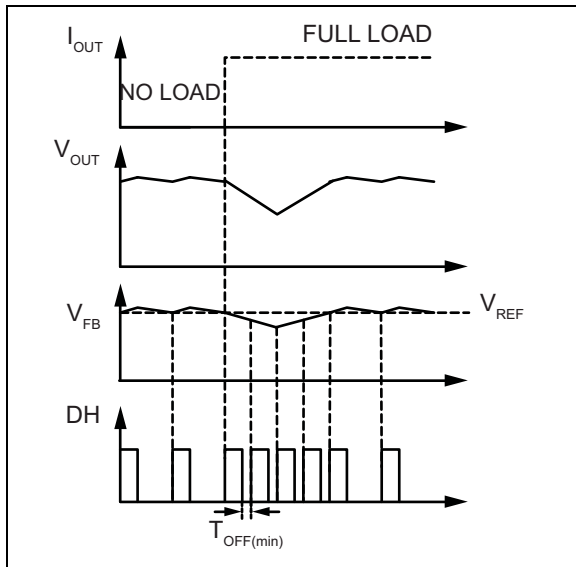 FULL LOAD
I_OUT
NO LOAD
V_OUT
V_FB
V_REF
DH
T_OFF(min)